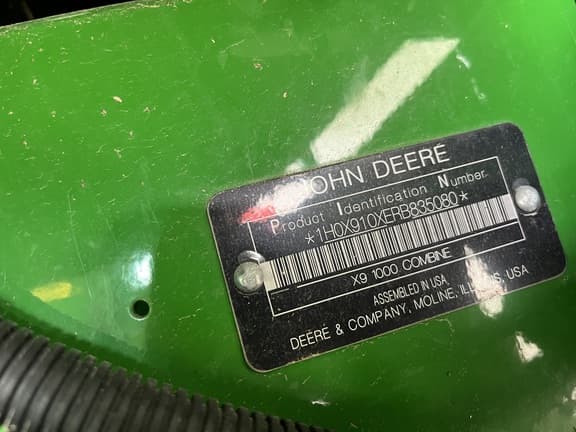 JOHN DEERE
Product Identification Number
*1H0X910XERB835080*
X9 1000 COMBINE
ASSEMBLED IN USA
DEERE & COMPANY, MOLINE, ILLINOIS, USA